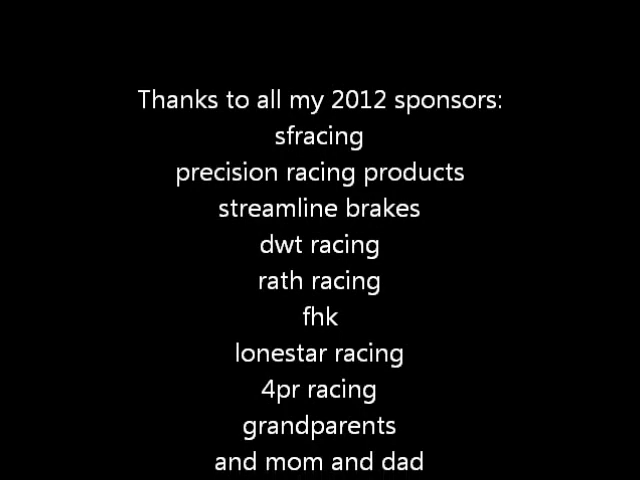 Thanks to all my 2012 sponsors:
sfracing
precision racing products
streamline brakes
dwt racing
rath racing
fhk
lonestar racing
4pr racing
grandparents
and mom and dad